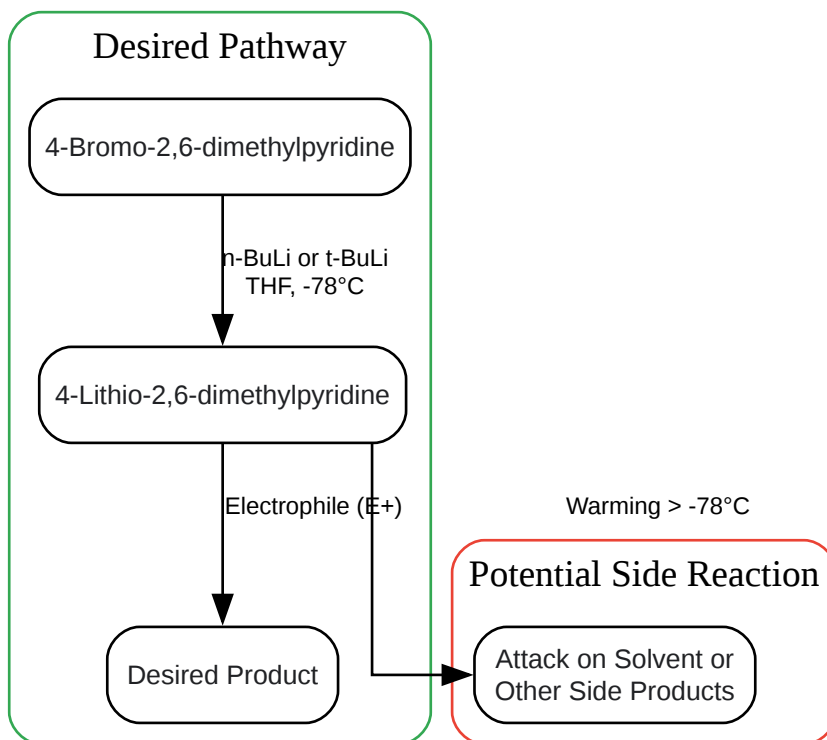 Desired Pathway
4-Bromo-2,6-dimethylpyridine
n-BuLi or t-BuLi
THF, -78°C
4-Lithio-2,6-dimethylpyridine
Electrophile (E+)
Warming > -78°C
Potential Side Reaction
Desired Product
Attack on Solvent or
Other Side Products